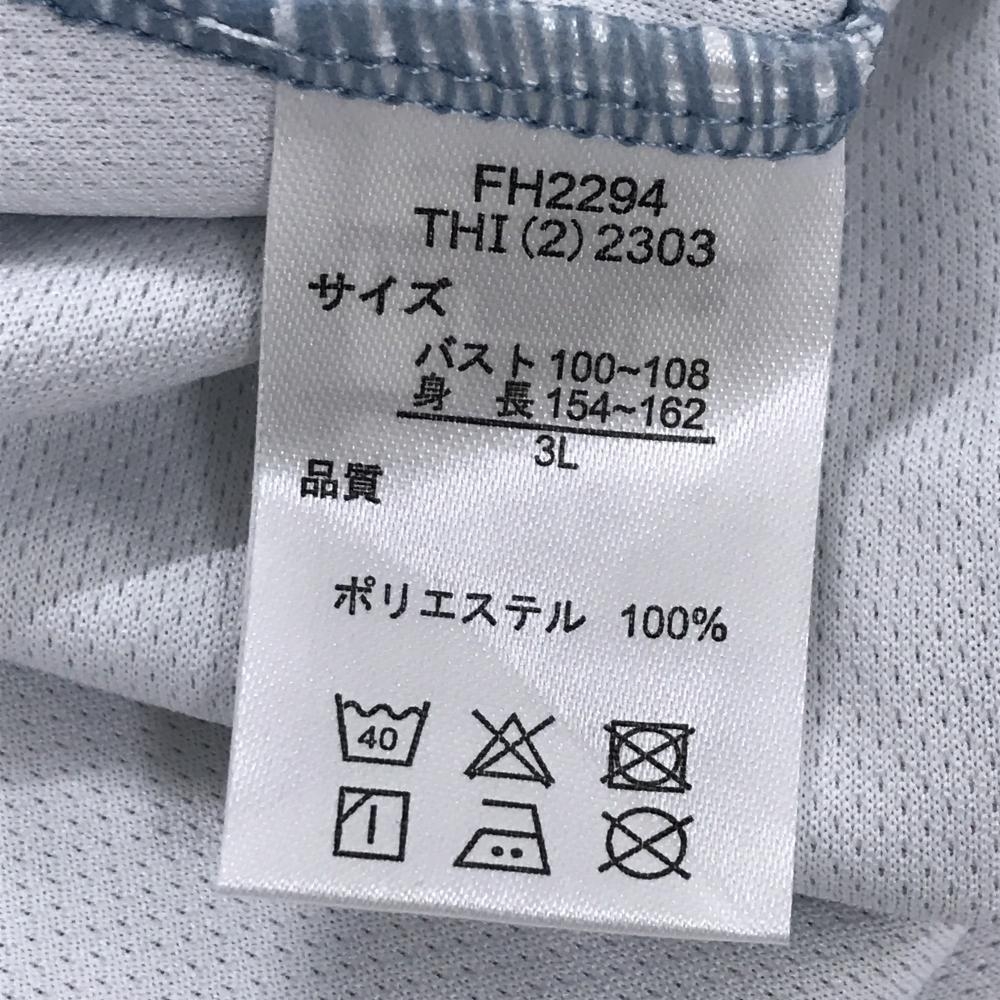 FH2294
THI(2)2303
サイズ
バスト 100~108
身 長 154~162
3L
品質
ポリエステル 100%
40